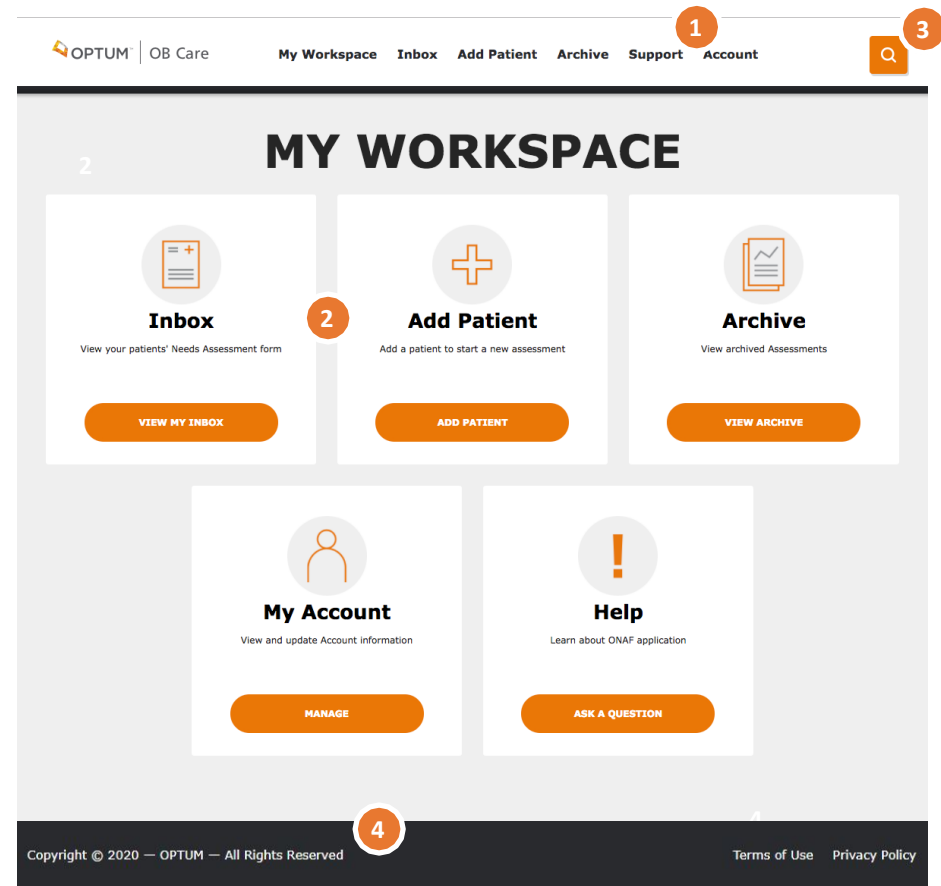 1
3
OPTUM™ OB Care
My Workspace Inbox Add Patient Archive Support Account
MY WORKSPACE
2
Inbox
View your patients' Needs Assessment form
VIEW MY INBOX
2
Add Patient
Add a patient to start a new assessment
ADD PATIENT
Archive
View archived Assessments
VIEW ARCHIVE
My Account
View and update Account information
MANAGE
Help
Learn about ONAF application
ASK A QUESTION
4
4
Copyright © 2020 — OPTUM — All Rights Reserved
Terms of Use Privacy Policy